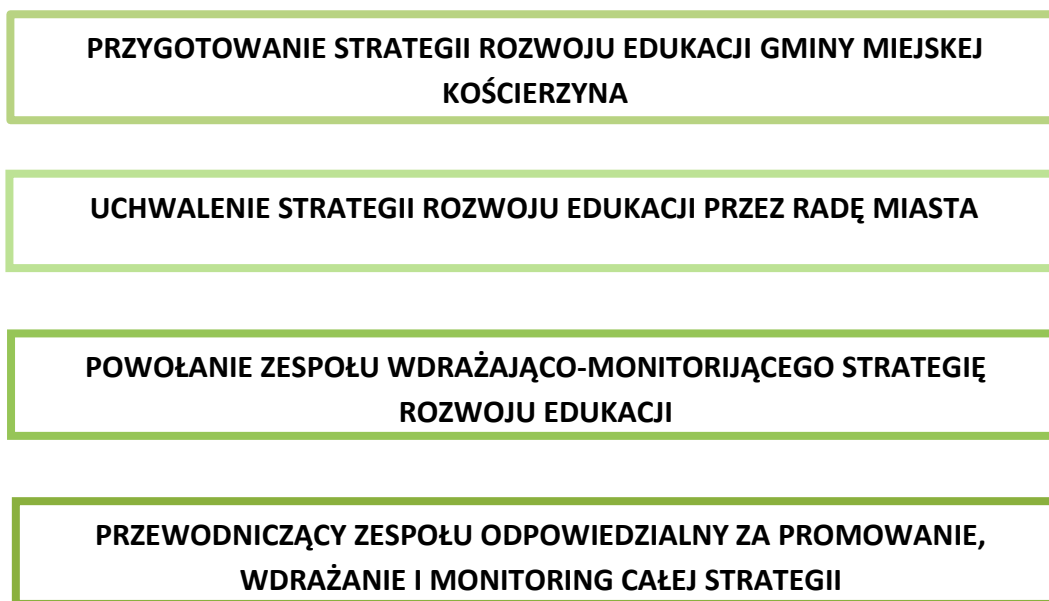 PRZYGOTOWANIE STRATEGII ROZWOJU EDUKACJI GMINY MIEJSKEJ
KOŚCIERZYNA
UCHWALENIE STRATEGII ROZWOJU EDUKACJI PRZEZ RADĘ MIASTA
POWOŁANIE ZESPOŁU WDRAŻAJĄCO-MONITORIJĄCEGO STRATEGIĘ
ROZWOJU EDUKACJI
PRZEWODNICZĄCY ZESPOŁU ODPOWIEDZIALNY ZA PROMOWANIE,
WDRAŻANIE I MONITORING CAŁEJ STRATEGII